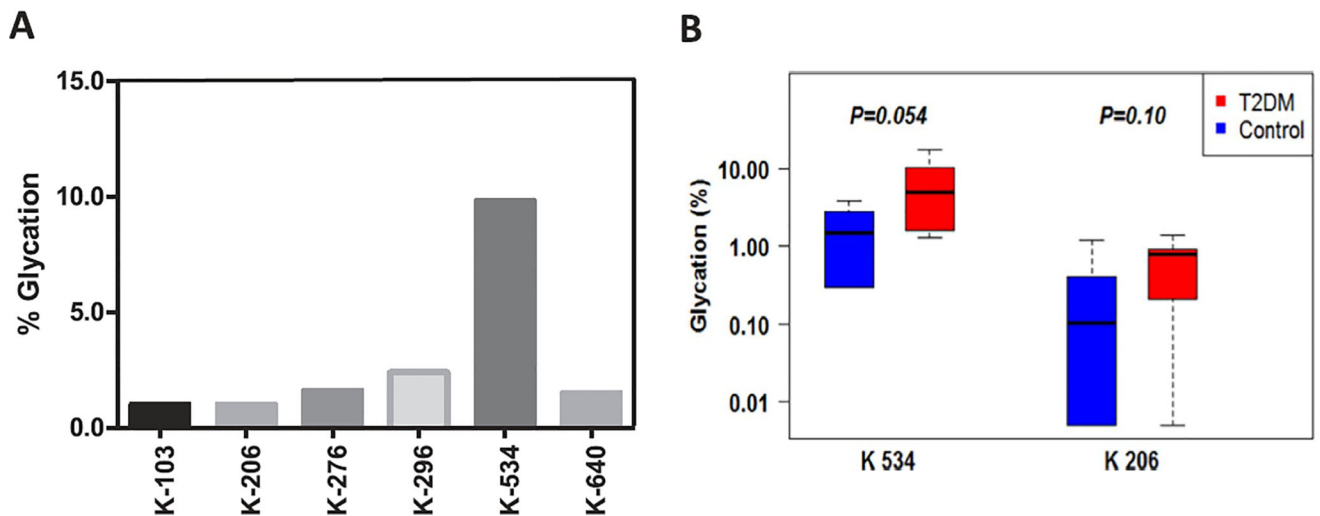 A
% Glycation
15.0
10.0
5.0
0.0
K-103
K-206
K-276
K-296
K-534
K-640
B
T2DM
Control
P=0.054
P=0.10
Glycation (%)
10.00
1.00
0.10
0.01
K 534
K 206